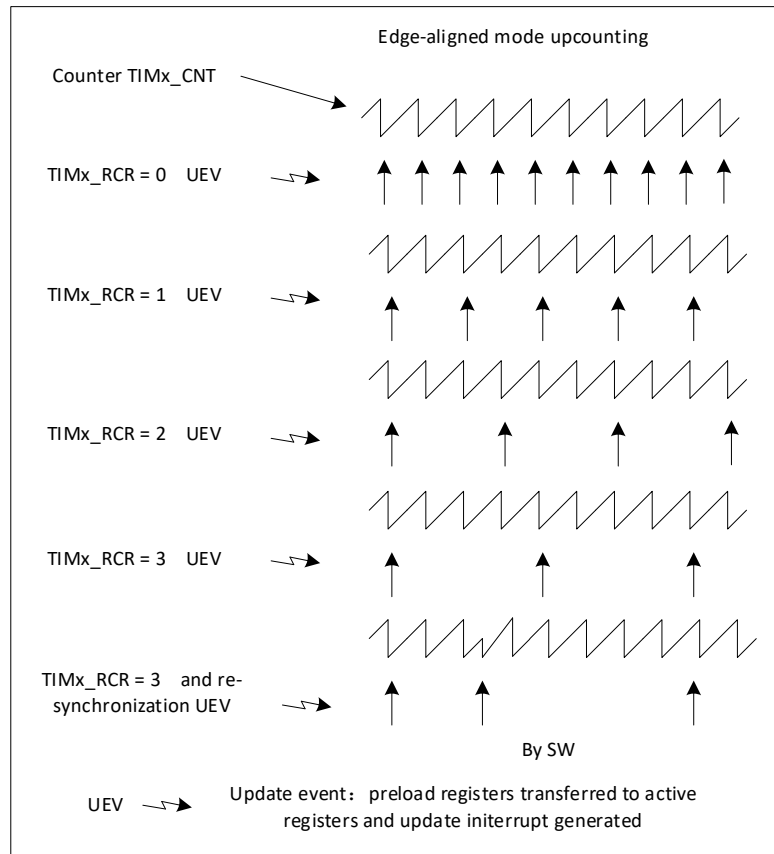 Edge-aligned mode upcounting
Counter TIMx_CNT
TIMx_RCR = 0 UEV
TIMx_RCR = 1 UEV
TIMx_RCR = 2 UEV
TIMx_RCR = 3 UEV
TIMx_RCR = 3 and re-
synchronization UEV
By SW
UEV
Update event：preload registers transferred to active
registers and update initerrupt generated